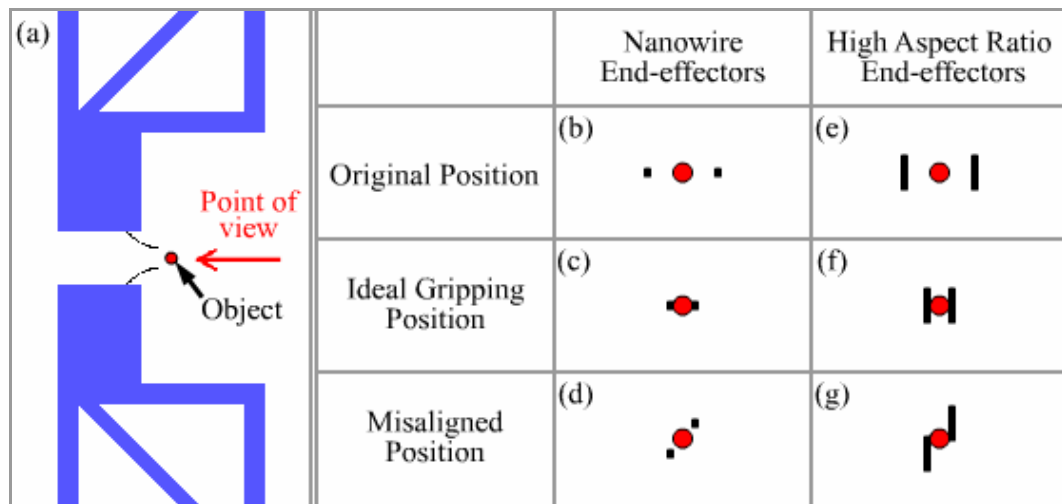 (a)
Point of
view
Object
Nanowire
End-effectors
High Aspect Ratio
End-effectors
Original Position
(b)
(e)
Ideal Gripping
Position
(c)
(f)
Misaligned
Position
(d)
(g)